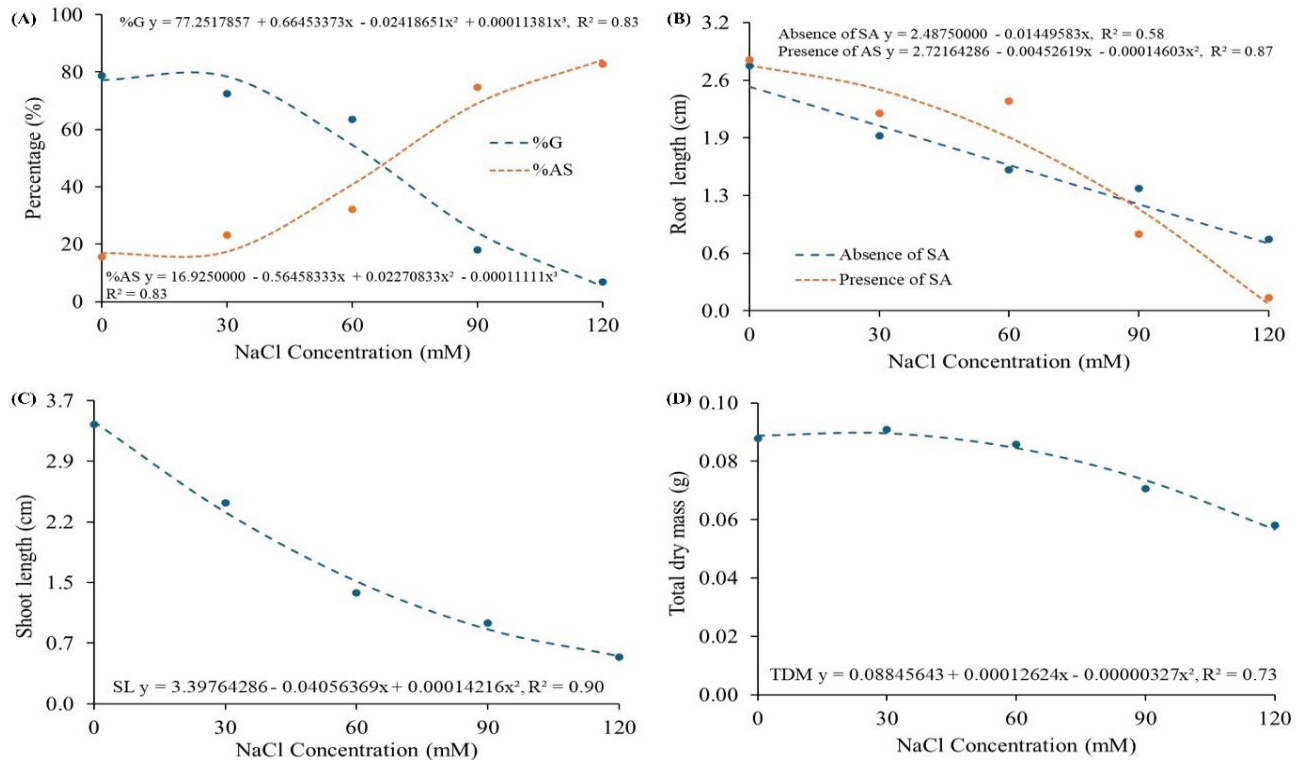 (A)
%G y = 77.2517857 + 0.66453373x - 0.02418651x² + 0.00011381x³, R² = 0.83
100
80
60
40
20
0
Percentage (%)
%G
%AS
%AS y = 16.9250000 - 0.56458333x + 0.02270833x² - 0.00011111x³
R² = 0.83
0 30 60 90 120
NaCl Concentration (mM)
(B)
Absence of SA y = 2.48750000 - 0.01449583x, R² = 0.58
Presence of AS y = 2.72164286 - 0.00452619x - 0.00014603x², R² = 0.87
3.2
2.6
1.9
1.3
0.6
0.0
Root length (cm)
Absence of SA
Presence of SA
0 30 60 90 120
NaCl Concentration (mM)
(C)
3.7
2.9
2.2
1.5
0.7
0.0
Shoot length (cm)
SL y = 3.39764286 - 0.04056369x + 0.00014216x², R² = 0.90
0 30 60 90 120
NaCl Concentration (mM)
(D)
0.10
0.08
0.06
0.04
0.02
0.00
Total dry mass (g)
TDM y = 0.08845643 + 0.00012624x - 0.00000327x², R² = 0.73
0 30 60 90 120
NaCl Concentration (mM)